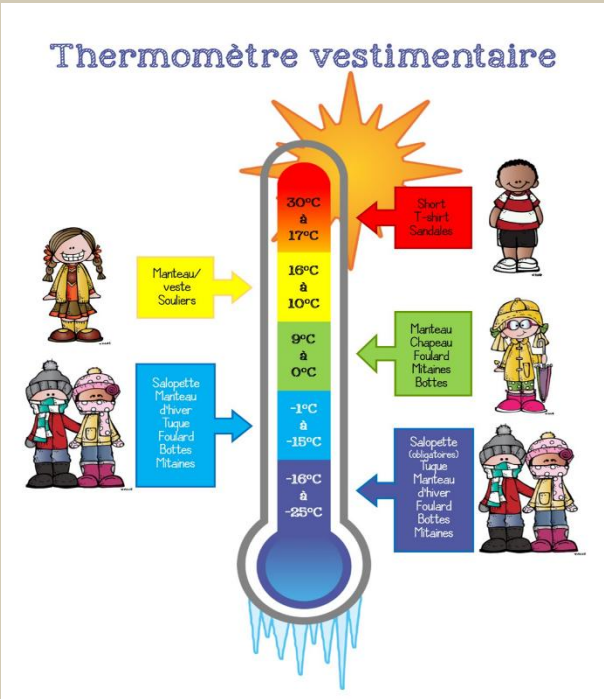 Thermomètre vestimentaire
30°C
à
17°C
Short
T-shirt
Sandales
Manteau/
veste
Souliers
16°C
à
10°C
9°C
à
0°C
Manteau
Chapeau
Foulard
Mitaines
Bottes
Salopette
Manteau
d'hiver
Tuque
Foulard
Bottes
Mitaines
-1°C
à
-15°C
-16°C
à
-25°C
Salopette
(obligatoires)
Tuque
Manteau
d'hiver
Foulard
Bottes
Mitaines